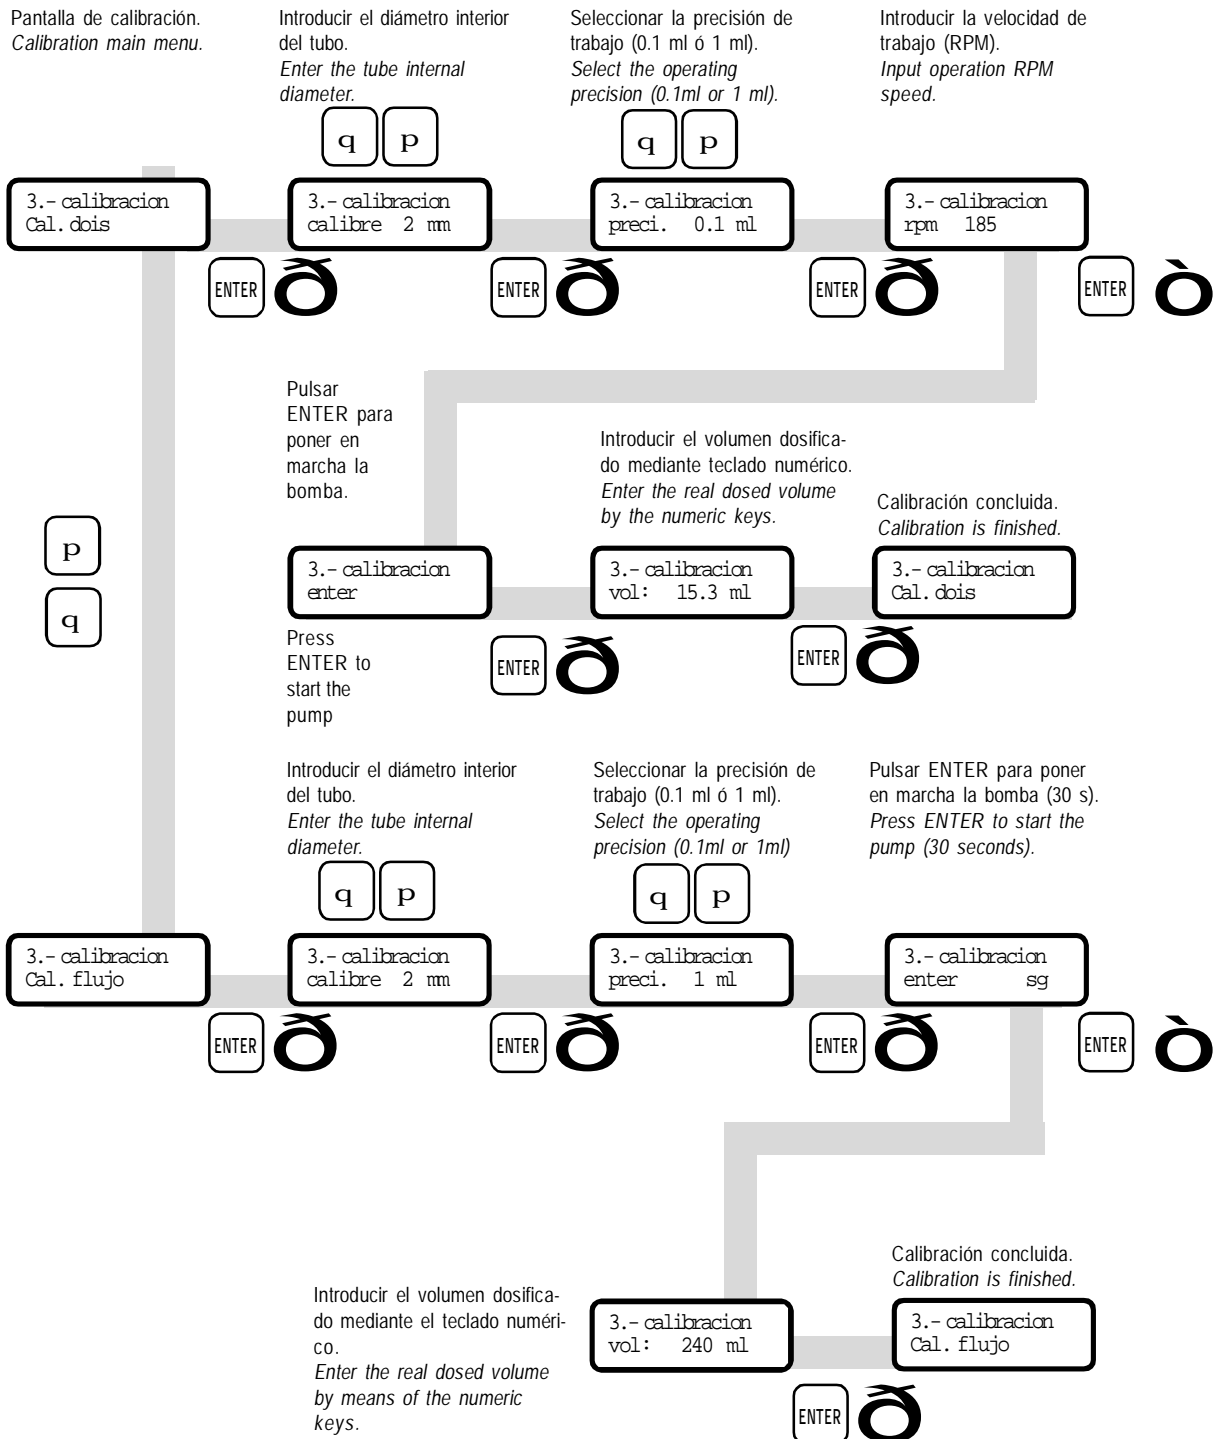 Pantalla de calibración.
Calibration main menu.
Introducir el diámetro interior
del tubo.
Enter the tube internal
diameter.
Seleccionar la precisión de
trabajo (0.1 ml ó 1 ml).
Select the operating
precision (0.1ml or 1 ml).
Introducir la velocidad de
trabajo (RPM).
Input operation RPM
speed.
q p
q p
3.-calibracion
Cal.dois
3.-calibracion
calibre 2 mm
3.-calibracion
preci. 0.1 ml
3.-calibracion
rpm 185
ENTER ð
ENTER ð
ENTER ð
ENTER ò
Pulsar
ENTER para
poner en
marcha la
bomba.
Introducir el volumen dosifica-
do mediante teclado numérico.
Enter the real dosed volume
by the numeric keys.
Calibración concluida.
Calibration is finished.
p
q
3.-calibracion
enter
3.-calibracion
vol: 15.3 ml
3.-calibracion
Cal.dois
Press
ENTER to
start the
pump
ENTER ð
ENTER ð
Introducir el diámetro interior
del tubo.
Enter the tube internal
diameter.
Seleccionar la precisión de
trabajo (0.1 ml ó 1 ml).
Select the operating
precision (0.1ml or 1ml)
Pulsar ENTER para poner
en marcha la bomba (30 s).
Press ENTER to start the
pump (30 seconds).
q p
q p
3.-calibracion
Cal.flujo
3.-calibracion
calibre 2 mm
3.-calibracion
preci. 1 ml
3.-calibracion
enter sg
ENTER ð
ENTER ð
ENTER ð
ENTER ò
Introducir el volumen dosifica-
do mediante el teclado numéri-
co.
Enter the real dosed volume
by means of the numeric
keys.
Calibración concluida.
Calibration is finished.
3.-calibracion
vol: 240 ml
3.-calibracion
Cal.flujo
ENTER ð